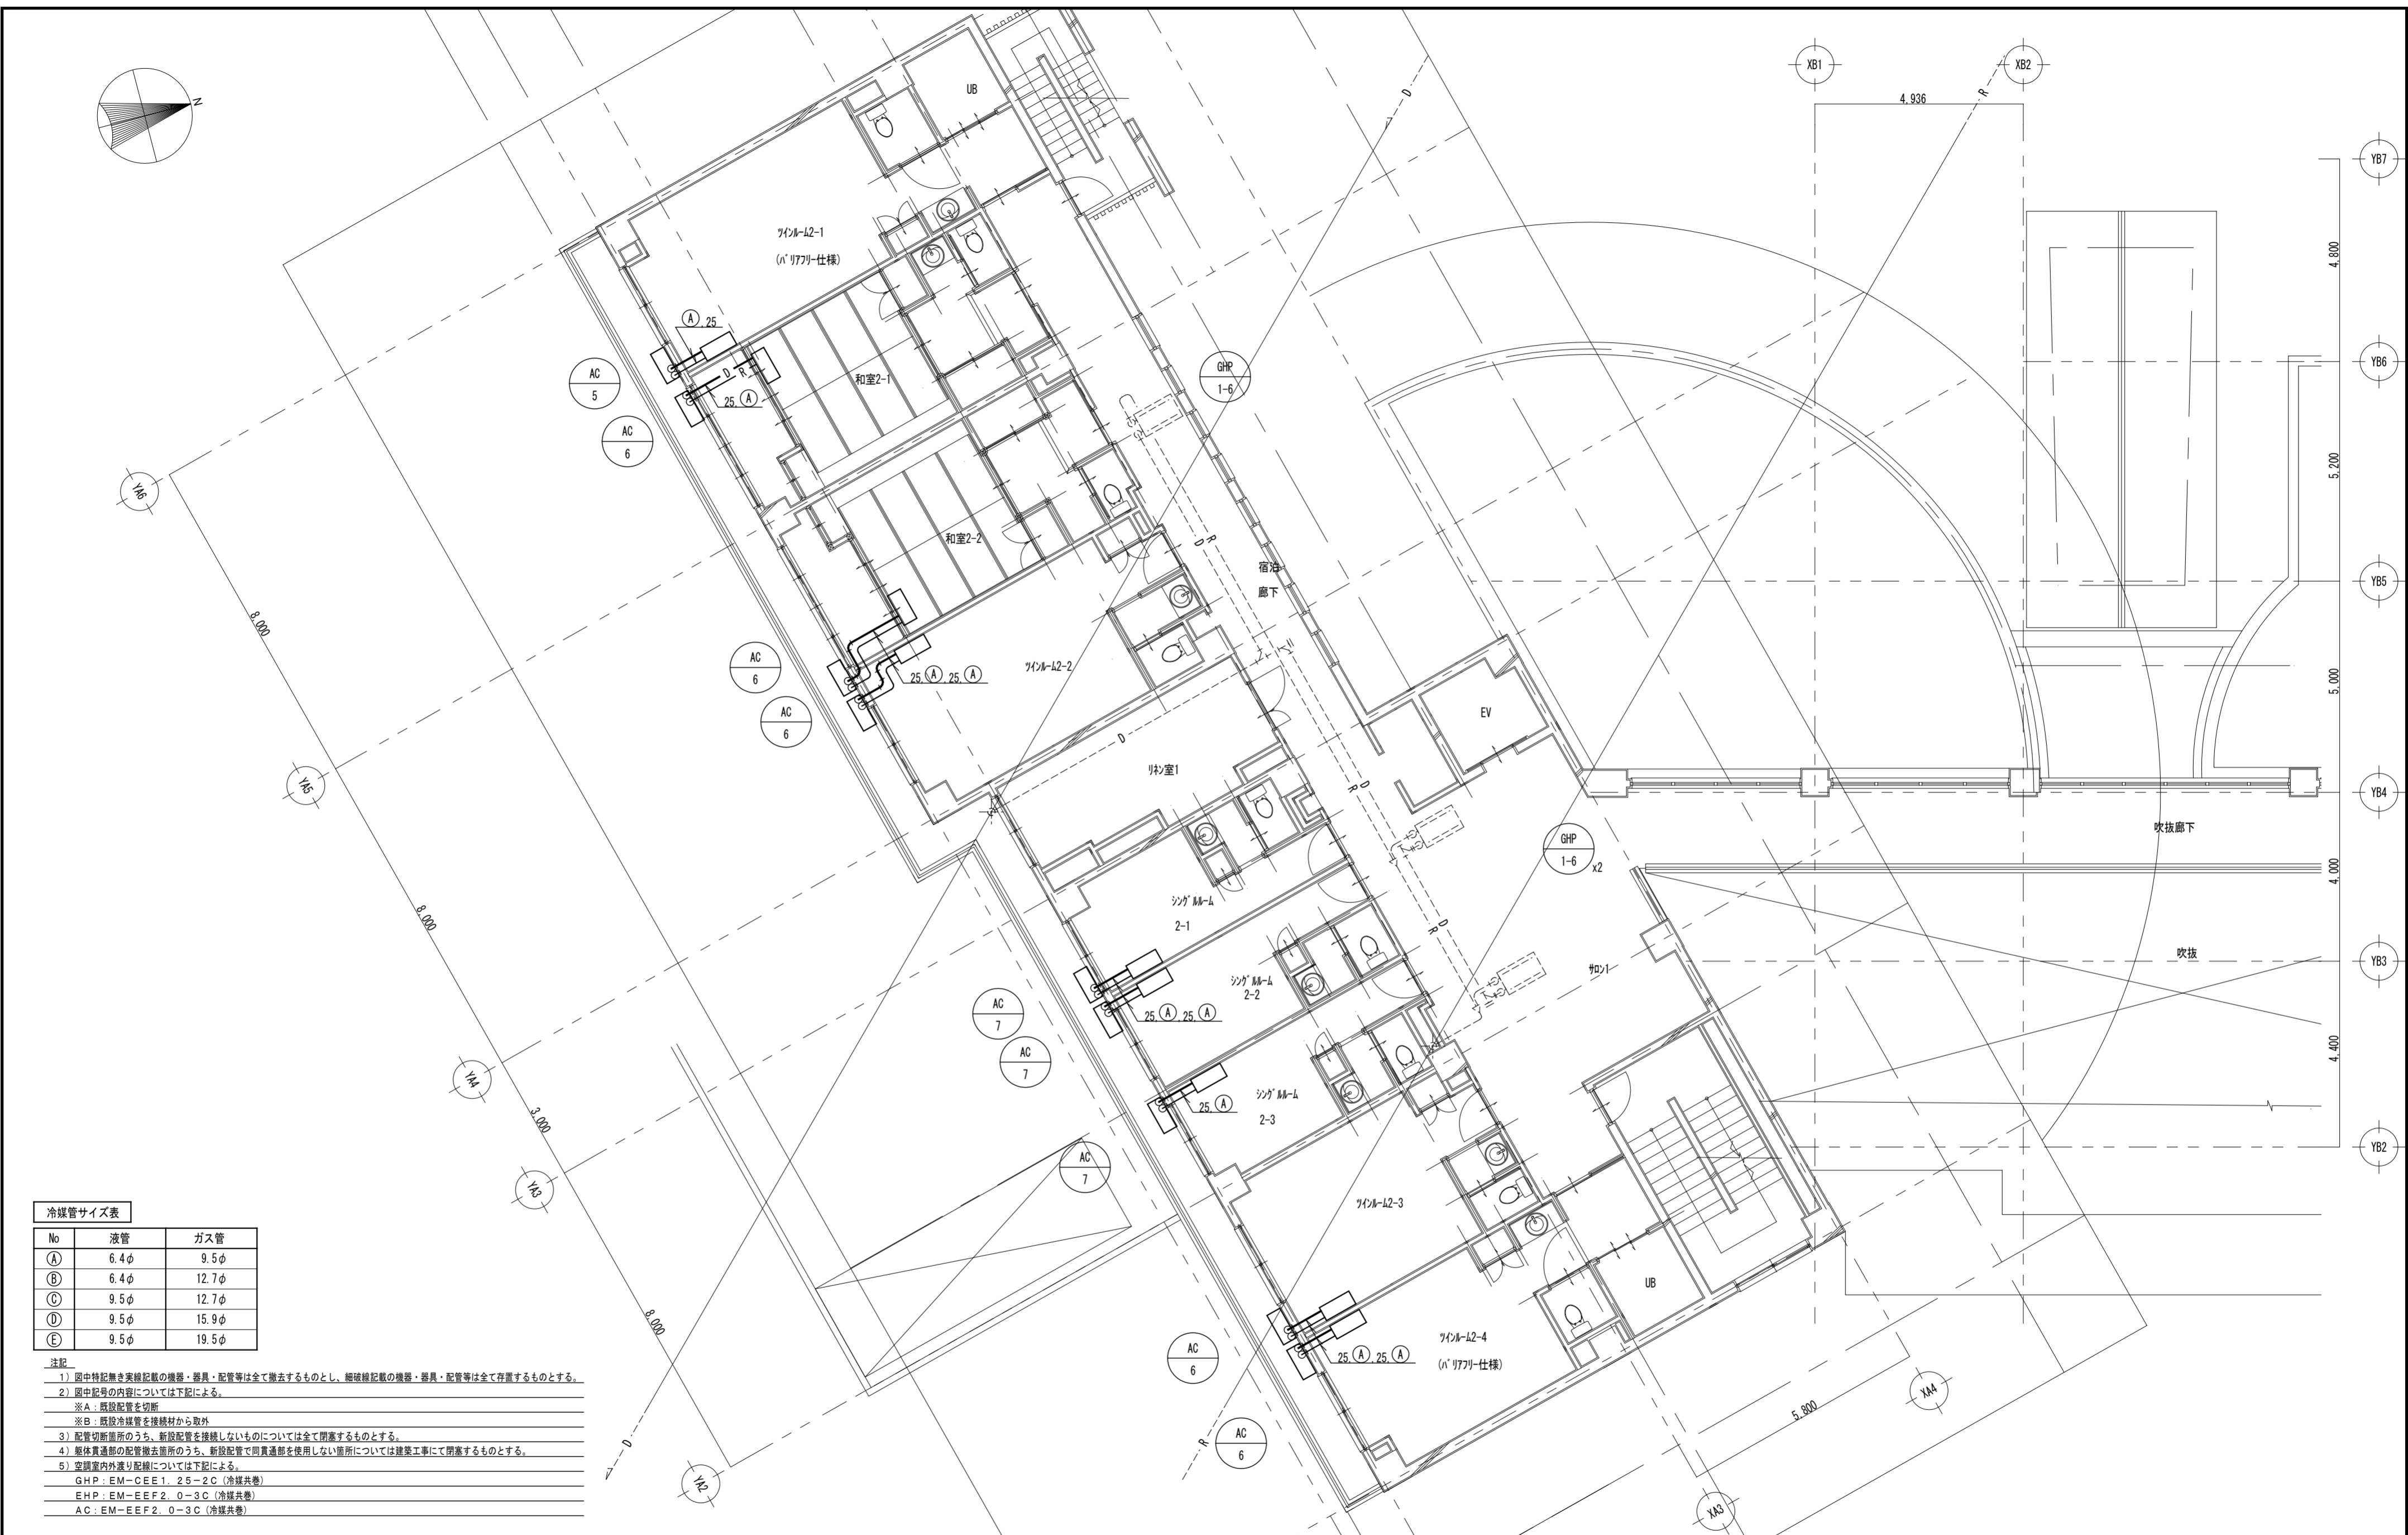 N
XB1
XB2
4,936
YB7
4,800
YB6
5,200
YB5
5,000
YB4
4,000
YB3
4,400
YB2
UB
ツインルーム2-1
(バリアフリー仕様)
Ⓐ,25
AC
5
25,Ⓐ
D
R
AC
6
和室2-1
GHP
1-6
D
R
和室2-2
D
R
宿泊
廊下
AC
6
AC
6
25,Ⓐ,25,Ⓐ
ツインルーム2-2
D
リネン室1
EV
D
R
GHP
1-6
x2
吹抜廊下
吹抜
シングルルーム
2-1
シングルルーム
2-2
D
R
サロン1
AC
7
AC
7
25,Ⓐ,25,Ⓐ
シングルルーム
2-3
25,Ⓐ
AC
7
ツインルーム2-3
UB
ツインルーム2-4
(バリアフリー仕様)
AC
6
25,Ⓐ,25,Ⓐ
AC
6
D
R
YA6
8,000
YA5
8,000
YA4
3,000
YA3
8,000
YA2
5,800
XA4
XA3
冷媒管サイズ表
No 液管 ガス管
Ⓐ 6.4φ 9.5φ
Ⓑ 6.4φ 12.7φ
Ⓒ 9.5φ 12.7φ
Ⓓ 9.5φ 15.9φ
Ⓔ 9.5φ 19.5φ
注記
1）図中特記無き実線記載の機器・器具・配管等は全て撤去するものとし、細破線記載の機器・器具・配管等は全て存置するものとする。
2）図中記号の内容については下記による。
※A：既設配管を切断
※B：既設冷媒管を接続材から取外
3）配管切断箇所のうち、新設配管を接続しないものについては全て閉塞するものとする。
4）躯体貫通部の配管撤去箇所のうち、新設配管で同貫通部を使用しない箇所については建築工事にて閉塞するものとする。
5）空調室内外渡り配線については下記による。
GHP：EM－CEE1．25－2C（冷媒共巻）
EHP：EM－EEF2．0－3C（冷媒共巻）
AC：EM－EEF2．0－3C（冷媒共巻）